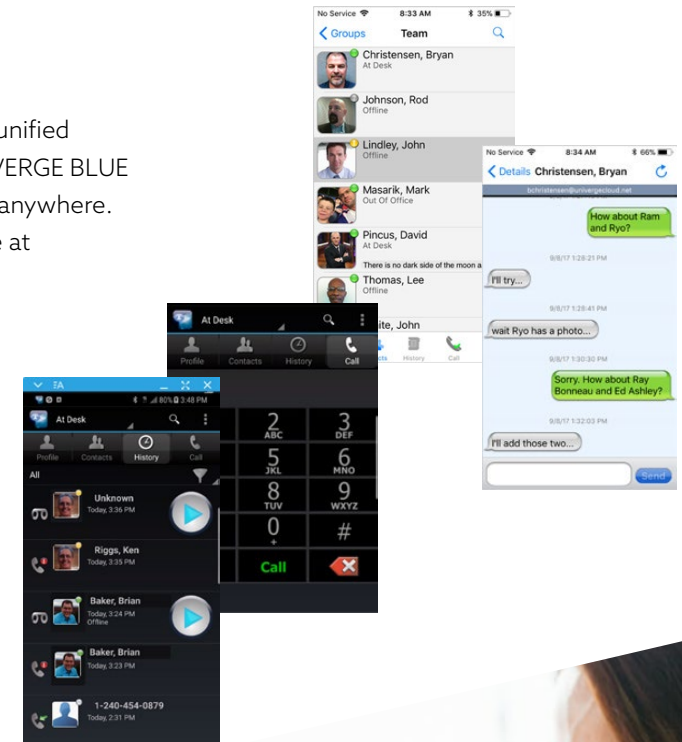 unified
VERGE BLUE
anywhere.
e at
No Service 8:33 AM 35%
Groups Team
Christensen, Bryan
At Desk
Johnson, Rod
Offline
Lindley, John
Offline
Masarik, Mark
Out Of Office
Pincus, David
At Desk
There is no dark side of the moon a
Thomas, Lee
Offline
ite, John
History Call
No Service 8:34 AM 66%
Details Christensen, Bryan
bchristensen@univergecloud.net
How about Ram
and Ryo?
9/8/17 1:26:21 PM
I'll try...
9/8/17 1:26:41 PM
wait Ryo has a photo...
9/8/17 1:30:30 PM
Sorry. How about Ray
Bonneau and Ed Ashley?
9/8/17 1:32:03 PM
I'll add those two...
Send
At Desk
Profile Contacts History Call
2 3
ABC DEF
5 6
JKL MNO
8 9
TUV WXYZ
0 #
+
Call
80% 3:48 PM
At Desk
Profile Contacts History Call
All
Unknown
Today, 3:36 PM
Riggs, Ken
Today, 3:35 PM
Baker, Brian
Today, 3:24 PM
Offline
Baker, Brian
Today, 3:23 PM
1-240-454-0879
Today, 2:31 PM